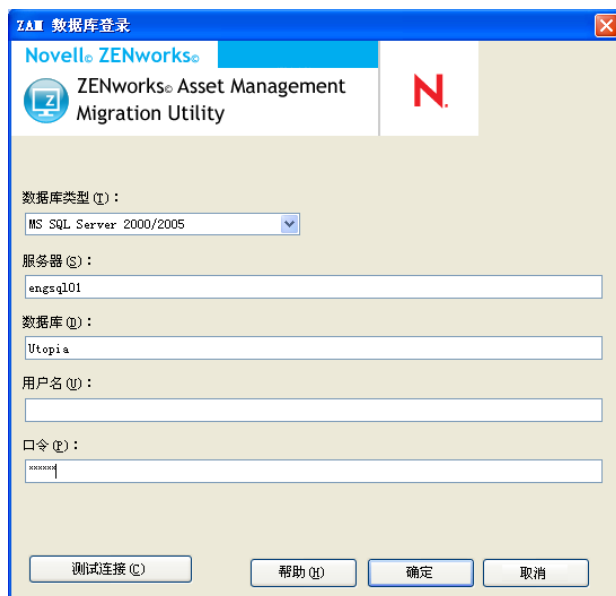 ZAM 数据库登录
Novell© ZENworks©
ZENworks© Asset Management
Migration Utility
N.
数据库类型(T)：
MS SQL Server 2000/2005
服务器(S)：
engsql01
数据库(D)：
Utopia
用户名(U)：
口令(P)：
******
测试连接(C)
帮助(H)
确定
取消